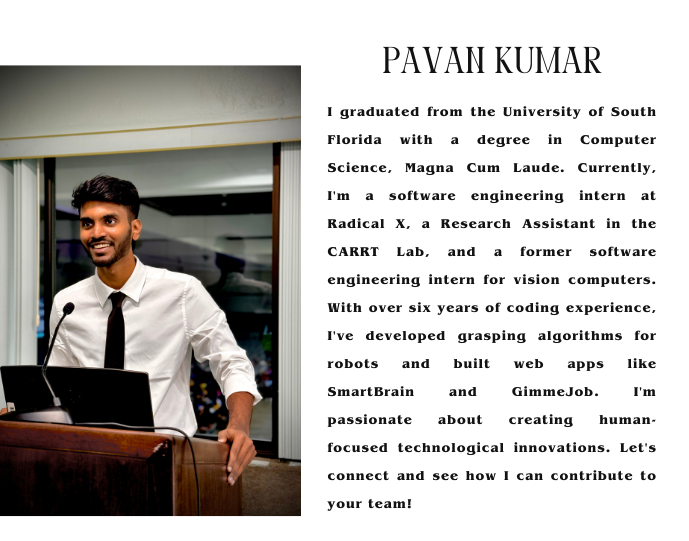 PAVAN KUMAR
I graduated from the University of South
Florida with a degree in Computer
Science, Magna Cum Laude. Currently,
I'm a software engineering intern at
Radical X, a Research Assistant in the
CARRT Lab, and a former software
engineering intern for vision computers.
With over six years of coding experience,
I've developed grasping algorithms for
robots and built web apps like
SmartBrain and GimmeJob. I'm
passionate about creating human-
focused technological innovations. Let's
connect and see how I can contribute to
your team!